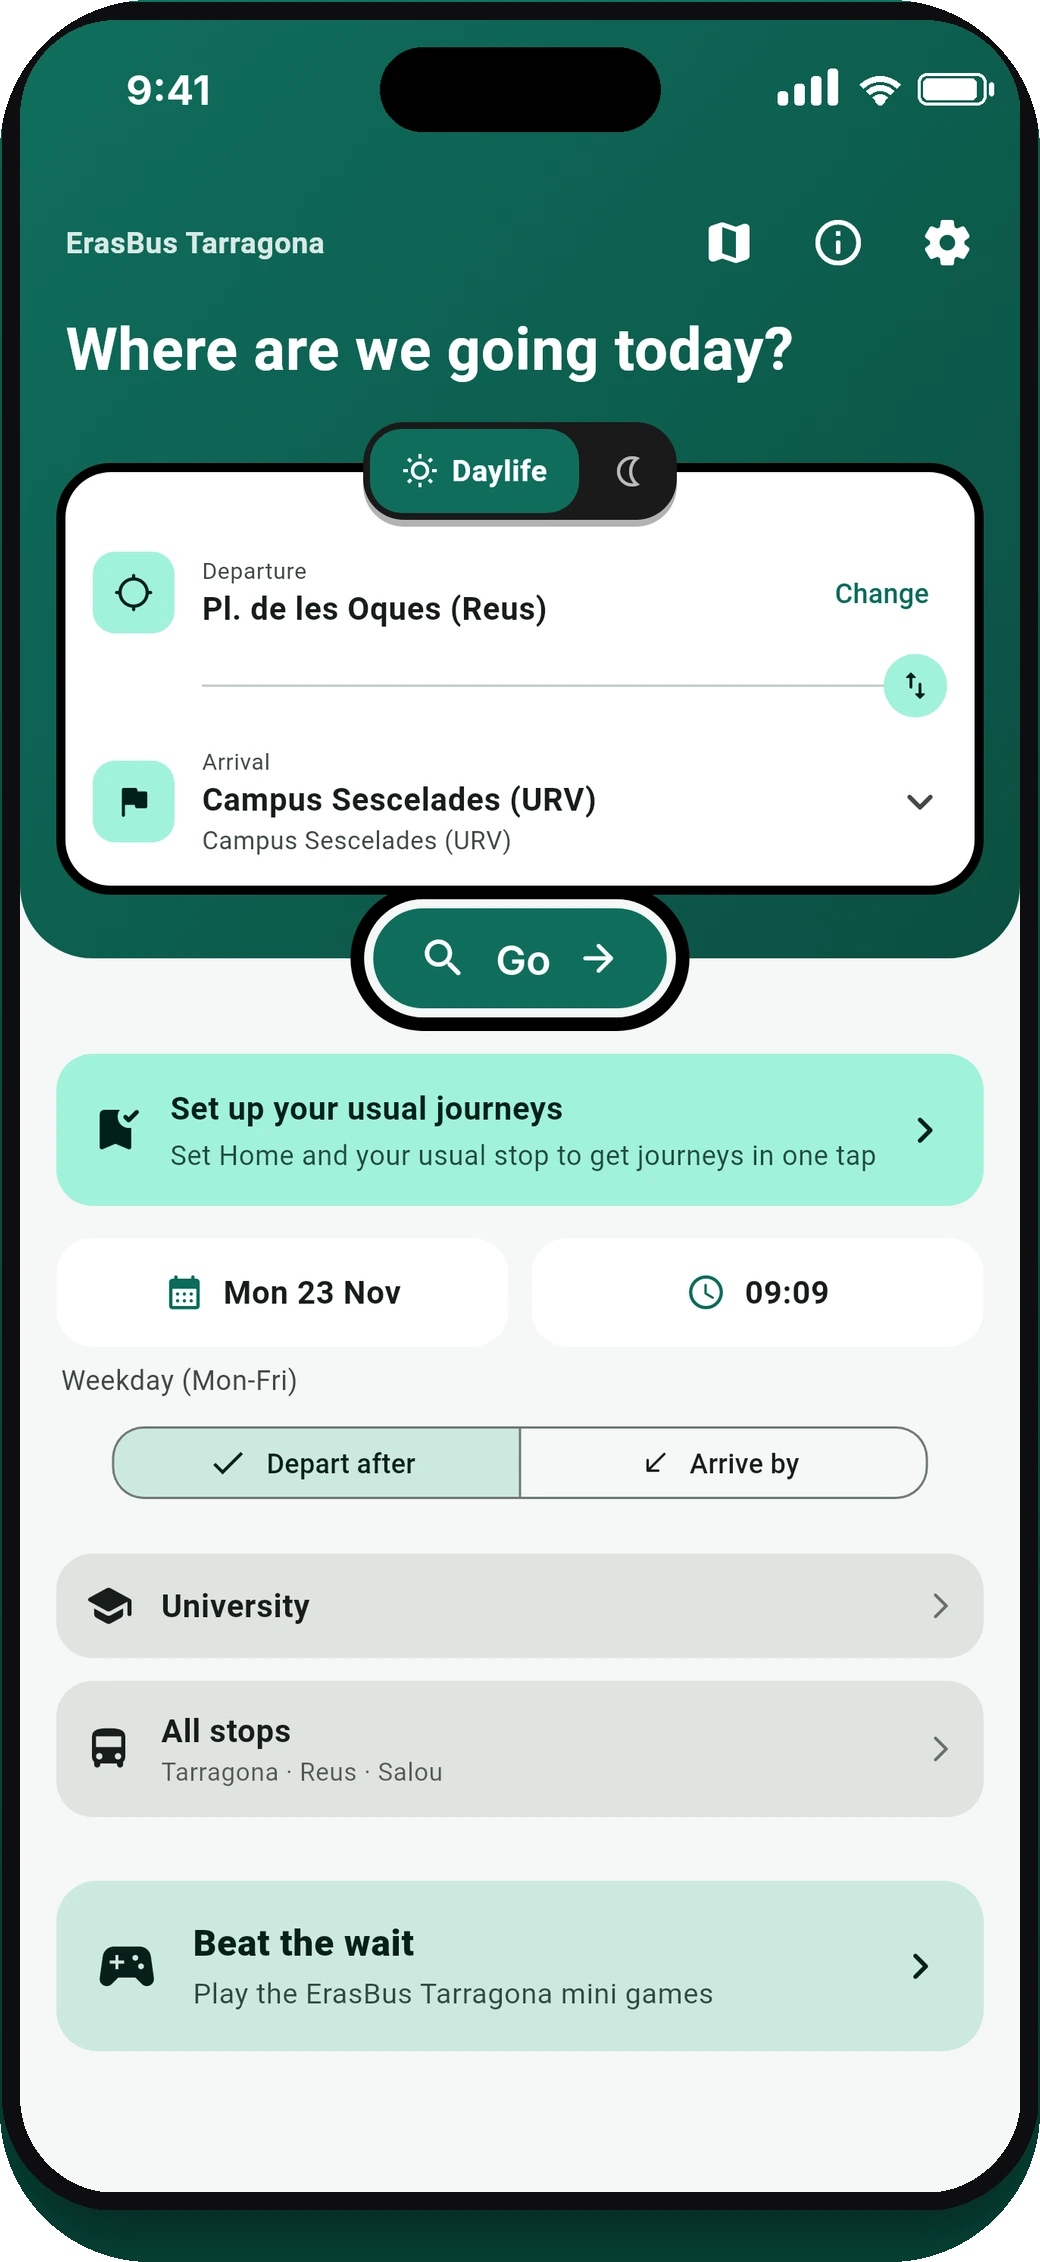 9:41
ErasBus Tarragona
Where are we going today?
Daylife
Departure
Pl. de les Oques (Reus)
Change
Arrival
Campus Sescelades (URV)
Campus Sescelades (URV)
Go
Set up your usual journeys
Set Home and your usual stop to get journeys in one tap
Mon 23 Nov
09:09
Weekday (Mon-Fri)
Depart after
Arrive by
University
All stops
Tarragona · Reus · Salou
Beat the wait
Play the ErasBus Tarragona mini games